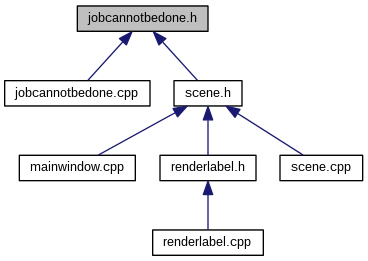 jobcannotbedone.h
jobcannotbedone.cpp
scene.h
mainwindow.cpp
renderlabel.h
scene.cpp
renderlabel.cpp